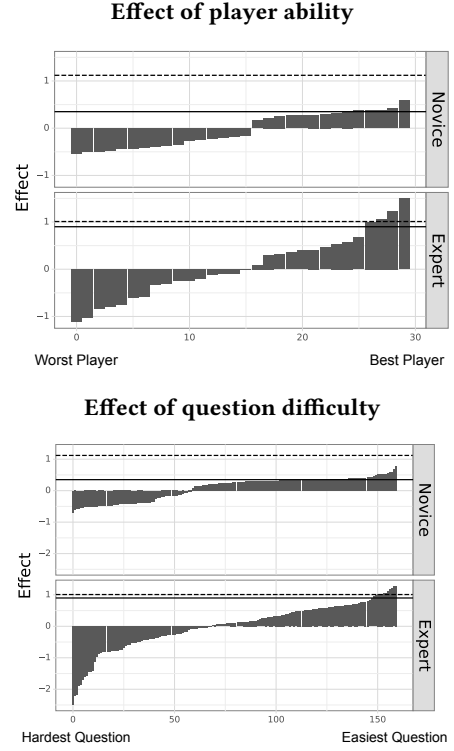 Effect of player ability
1
0
−1
Novice
Effect
1
0
−1
Expert
0
10
20
30
Worst Player
Best Player
Effect of question difficulty
1
0
−1
−2
Novice
Effect
1
0
−1
−2
Expert
0
50
100
150
Hardest Question
Easiest Question